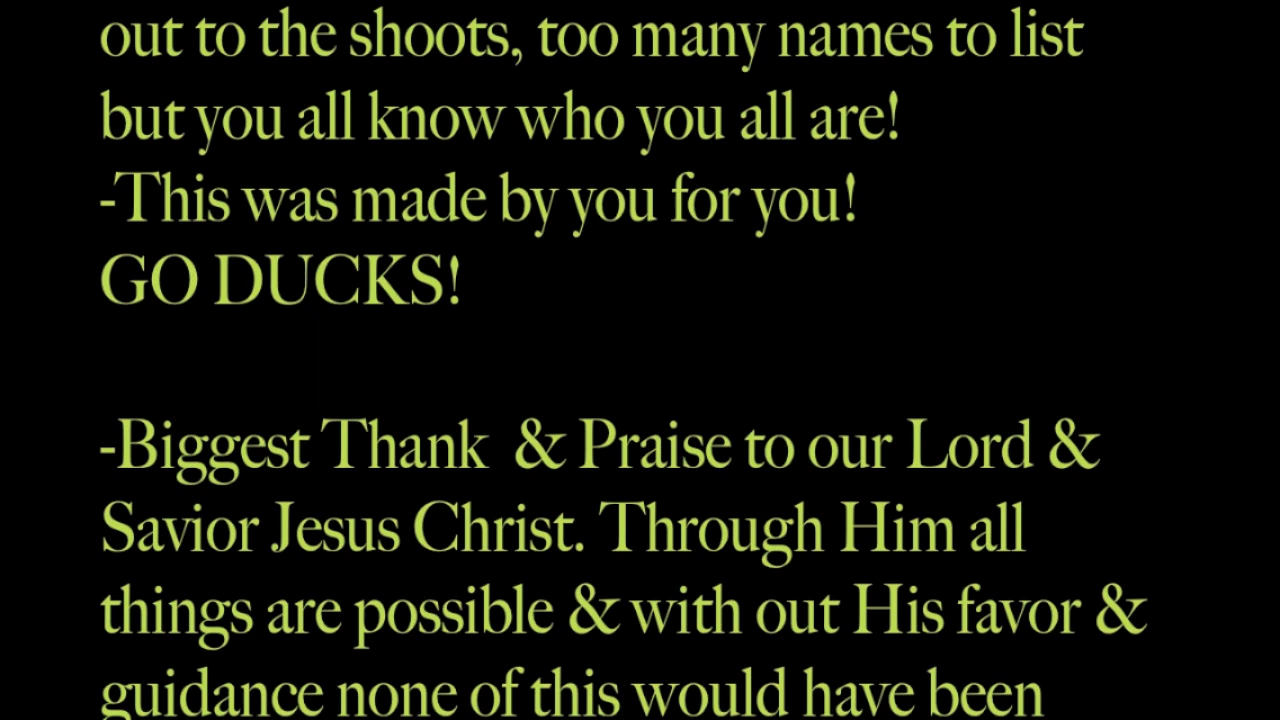 out to the shoots, too many names to list
but you all know who you all are!
-This was made by you for you!
GO DUCKS!
-Biggest Thank  & Praise to our Lord &
Savior Jesus Christ. Through Him all
things are possible & with out His favor &
guidance none of this would have been